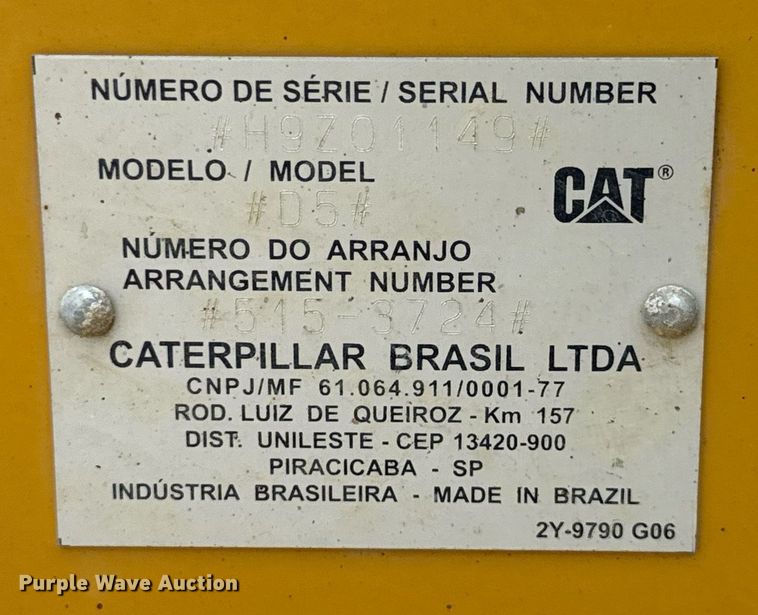 NÚMERO DE SÉRIE / SERIAL NUMBER
#H9Z01149#
MODELO / MODEL
#D5#
CAT®
NÚMERO DO ARRANJO
ARRANGEMENT NUMBER
#515-3724#
CATERPILLAR BRASIL LTDA
CNPJ/MF 61.064.911/0001-77
ROD. LUIZ DE QUEIROZ - Km 157
DIST. UNILESTE - CEP 13420-900
PIRACICABA - SP
INDÚSTRIA BRASILEIRA - MADE IN BRAZIL
2Y-9790 G06
Purple Wave Auction